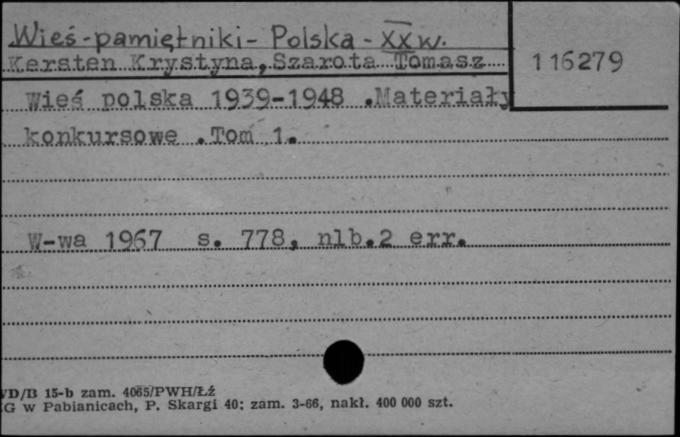 Wieś-pamiętniki- Polska - XX w.
Kersten Krystyna, Szarota Tomasz
116279
Wieś polska 1939-1948 .Materiały
konkursowe .Tom 1.
W-wa 1967 s. 778, nlb.2 err.
15-b zam. 4065/PWH/Łź
w Pabianicach, P. Skargi 40; zam. 3-66, nakł. 400 000 szt.